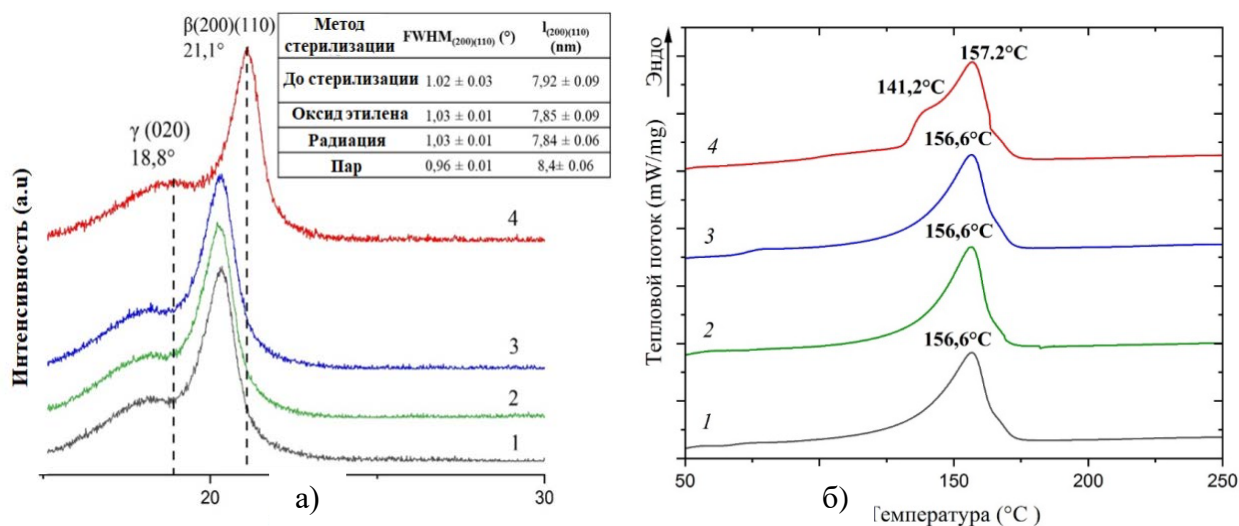 β(200)(110)
21,1°
γ (020)
18,8°
Метод стерилизации FWHM(200)(110) (°) l(200)(110) (nm)
До стерилизации 1.02 ± 0.03 7,92 ± 0.09
Оксид этилена 1,03 ± 0.01 7,85 ± 0.09
Радиация 1,03 ± 0.01 7,84 ± 0.06
Пар 0,96 ± 0.01 8,4± 0.06
4
3
2
1
Интенсивность (a.u)
20
30
а)
Эндо
Тепловой поток (mW/mg)
157.2°C
141,2°C
4
156,6°C
3
156,6°C
2
156,6°C
1
50
150
200
250
б)
Температура (°C )